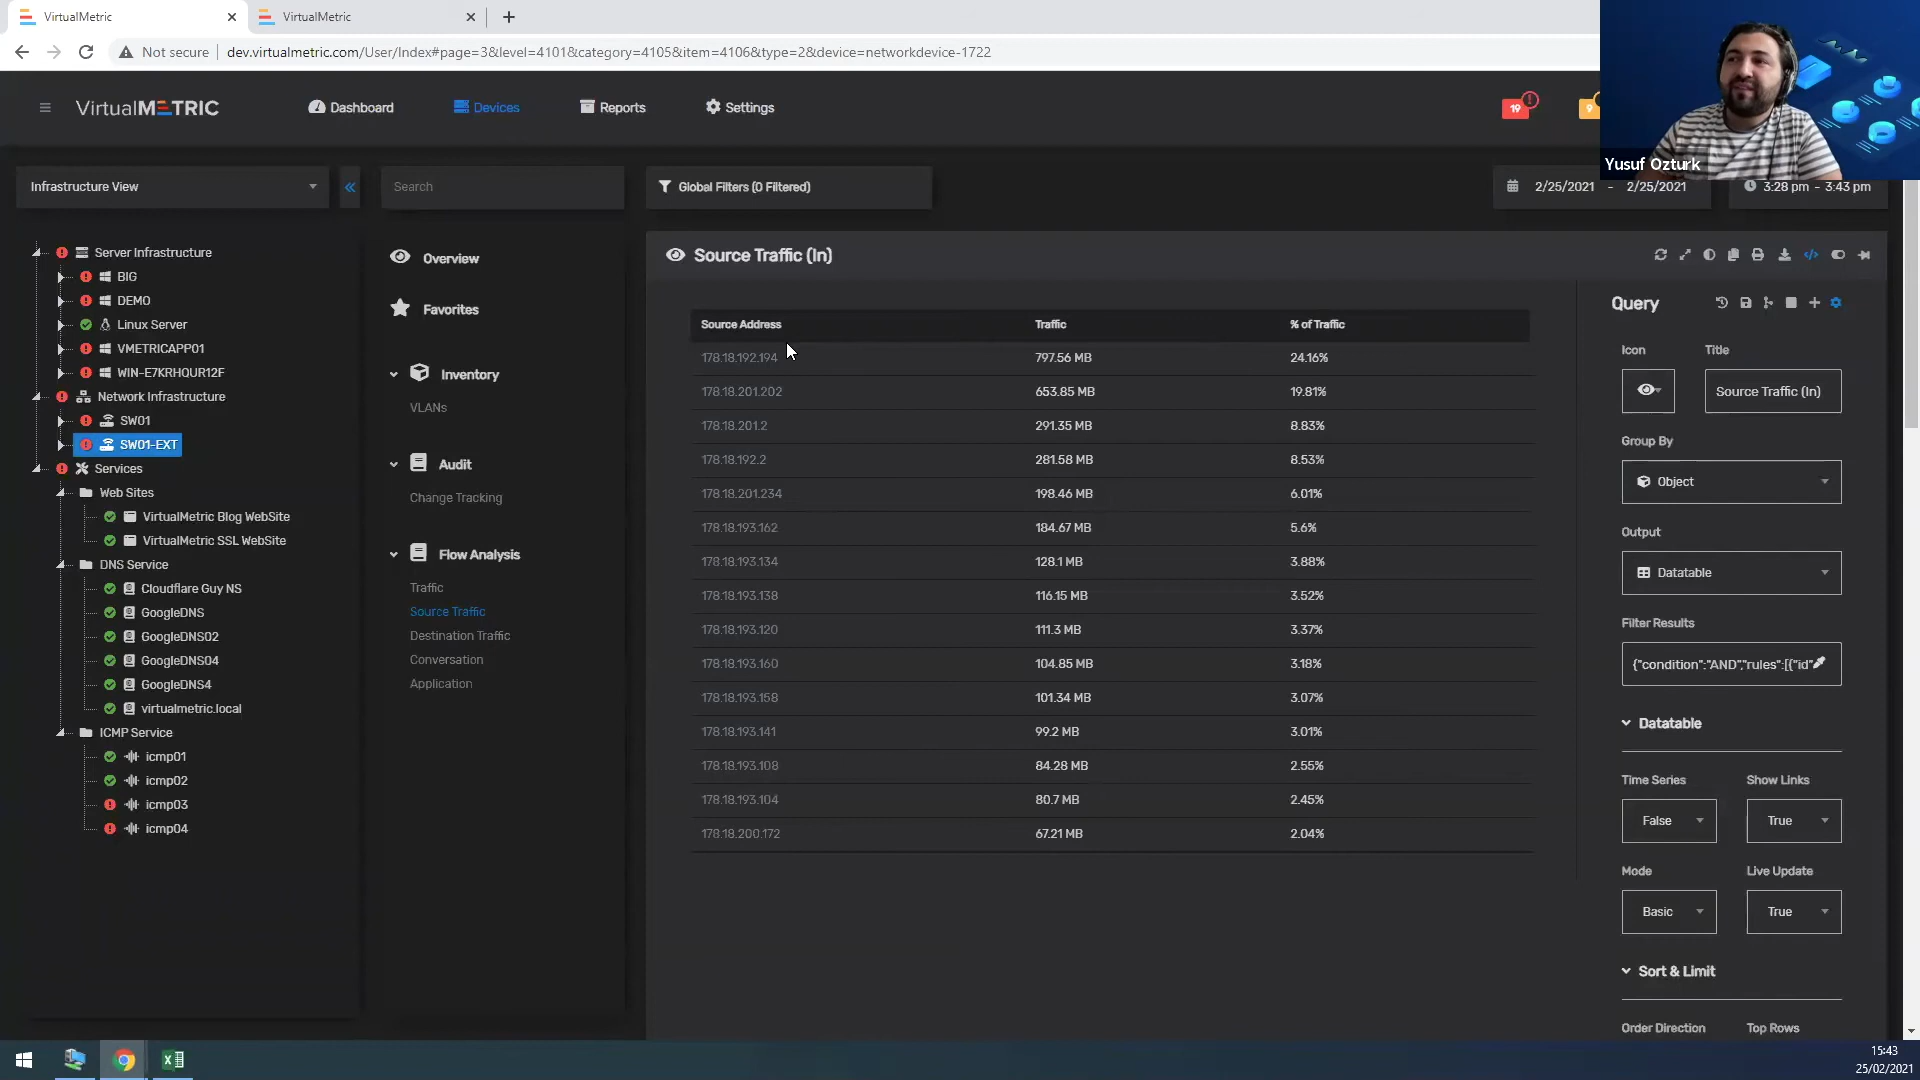 VirtualMetric
VirtualMetric
Not secure
dev.virtualmetric.com/User/Index#page=3&level=4101&category=4105&item=4106&type=2&device=networkdevice-1722
VirtualMETRIC
Dashboard
Devices
Reports
Settings
19
9
Yusuf Ozturk
Infrastructure View
Search
Global Filters (0 Filtered)
2/25/2021 - 2/25/2021
3:28 pm - 3:43 pm
Server Infrastructure
BIG
DEMO
Linux Server
VMETRICAPP01
WIN-E7KRHOUR12F
Network Infrastructure
SW01
SW01-EXT
Services
Web Sites
VirtualMetric Blog WebSite
VirtualMetric SSL WebSite
DNS Service
Cloudflare Guy NS
GoogleDNS
GoogleDNS02
GoogleDNS04
GoogleDNS4
virtualmetric.local
ICMP Service
icmp01
icmp02
icmp03
icmp04
Overview
Favorites
Inventory
VLANs
Audit
Change Tracking
Flow Analysis
Traffic
Source Traffic
Destination Traffic
Conversation
Application
Source Traffic (In)
Source Address Traffic % of Traffic
178.18.192.194 797.56 MB 24.16%
178.18.201.202 653.85 MB 19.81%
178.18.201.2 291.35 MB 8.83%
178.18.192.2 281.58 MB 8.53%
178.18.201.234 198.46 MB 6.01%
178.18.193.162 184.67 MB 5.6%
178.18.193.134 128.1 MB 3.88%
178.18.193.138 116.15 MB 3.52%
178.18.193.120 111.3 MB 3.37%
178.18.193.160 104.85 MB 3.18%
178.18.193.158 101.34 MB 3.07%
178.18.193.141 99.2 MB 3.01%
178.18.193.108 84.28 MB 2.55%
178.18.193.104 80.7 MB 2.45%
178.18.200.172 67.21 MB 2.04%
Query
Icon Title
Source Traffic (In)
Group By
Object
Output
Datatable
Filter Results
{"condition":"AND","rules":[{"id"
Datatable
Time Series Show Links
False True
Mode Live Update
Basic True
Sort & Limit
Order Direction Top Rows
15:43
25/02/2021